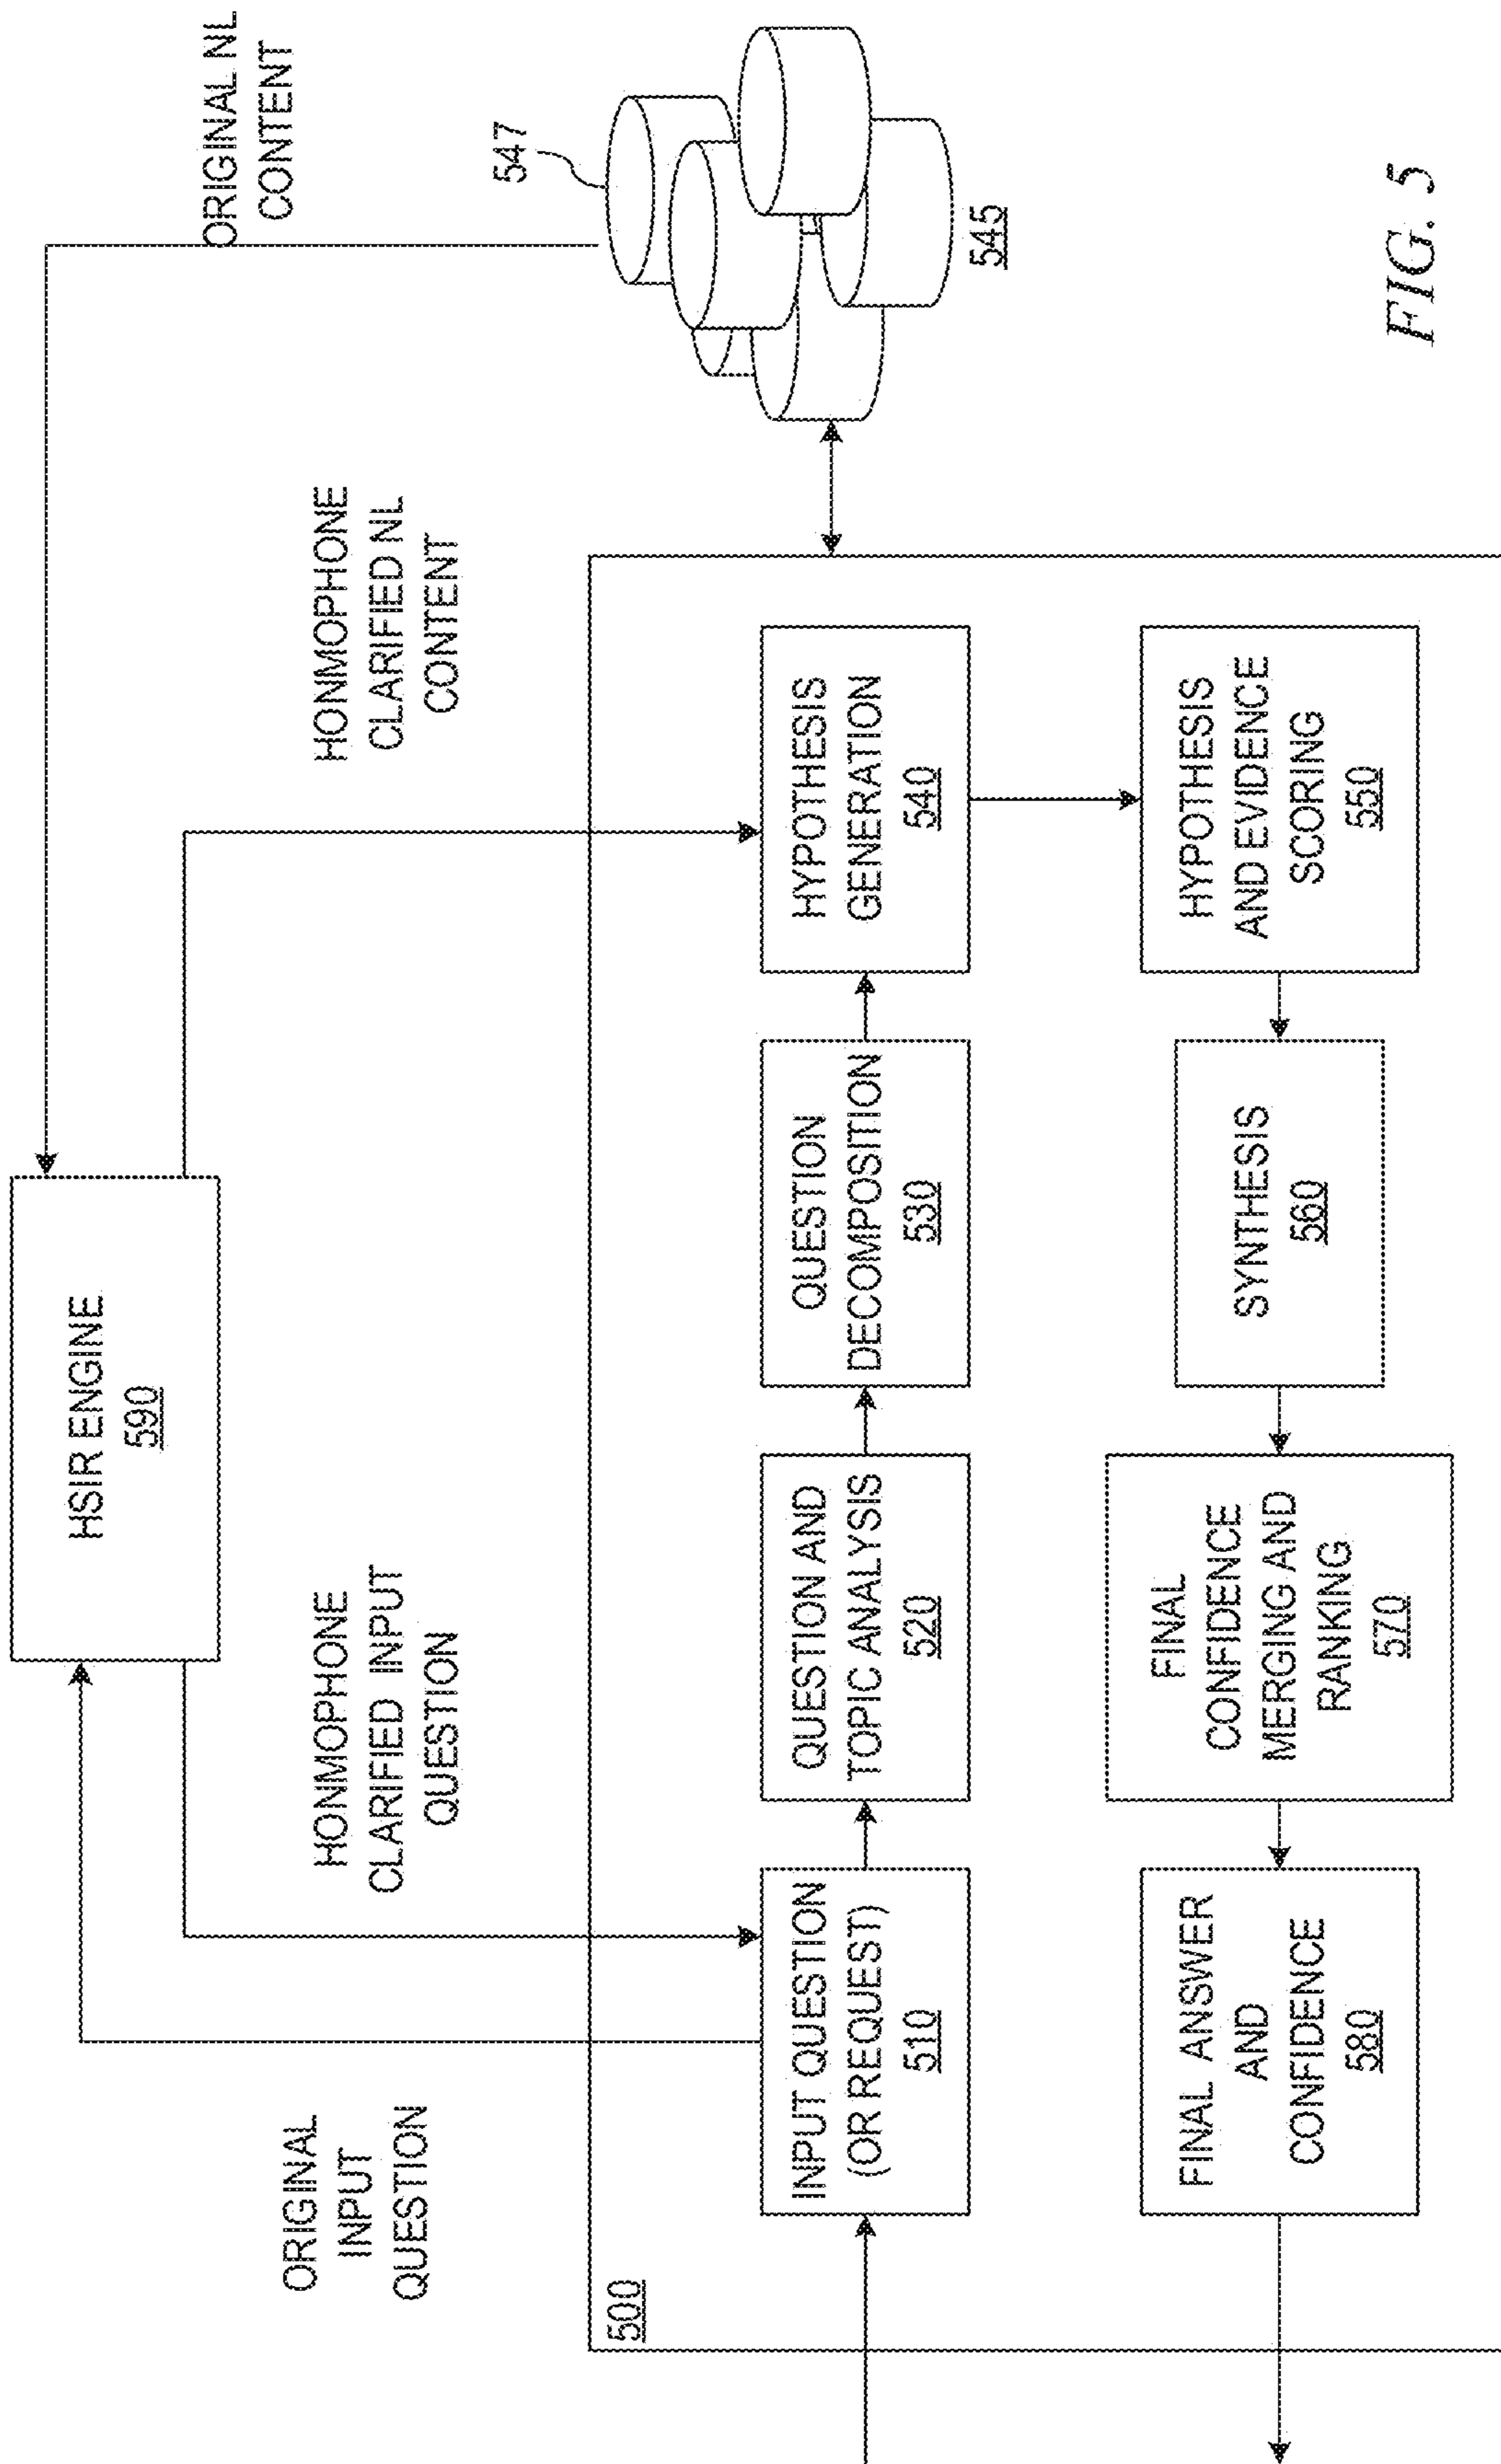 HSIR ENGINE
590
ORIGINAL NL
CONTENT
ORIGINAL
INPUT
QUESTION
HONMOPHONE
CLARIFIED INPUT
QUESTION
HONMOPHONE
CLARIFIED NL
CONTENT
547
545
500
INPUT QUESTION
(OR REQUEST)
510
QUESTION AND
TOPIC ANALYSIS
520
QUESTION
DECOMPOSITION
530
HYPOTHESIS
GENERATION
540
FINAL ANSWER
AND
CONFIDENCE
580
FINAL
CONFIDENCE
MERGING AND
RANKING
570
SYNTHESIS
560
HYPOTHESIS
AND EVIDENCE
SCORING
550
FIG. 5